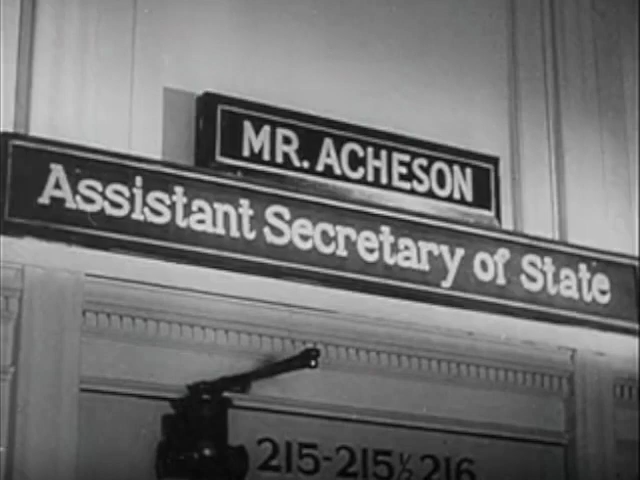 MR. ACHESON
Assistant Secretary of State
215-215½ 216